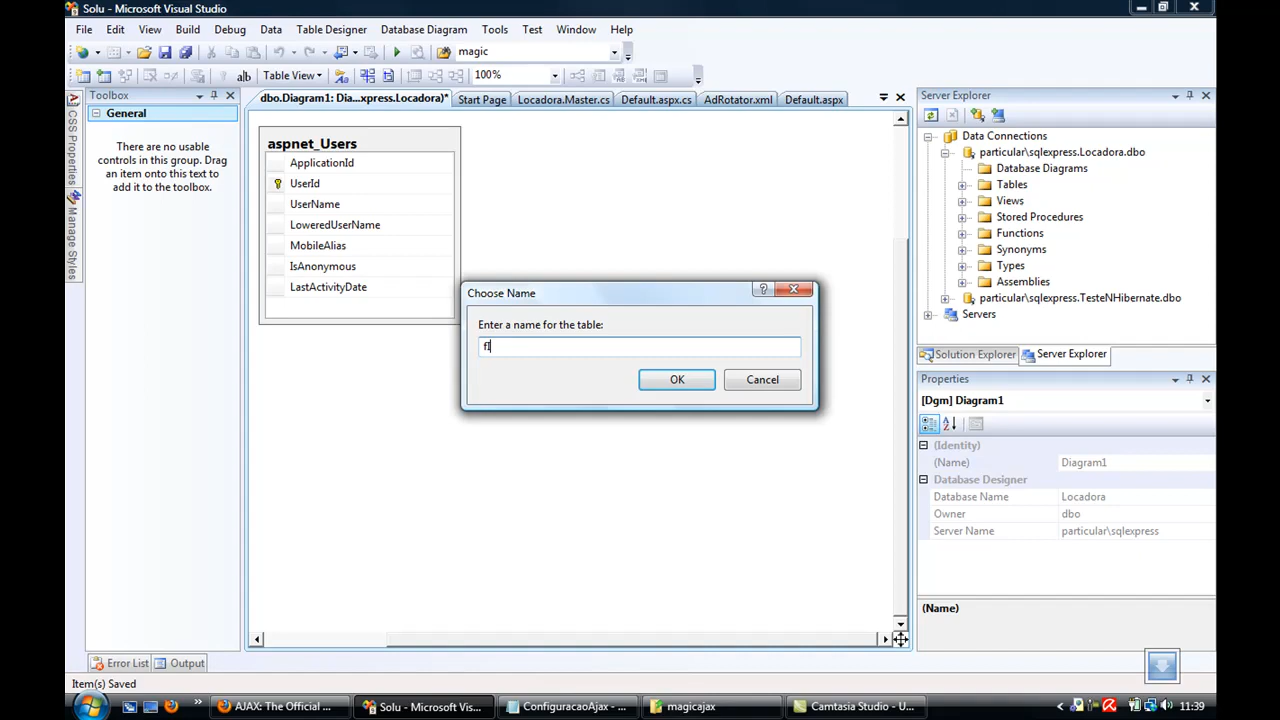 Solu - Microsoft Visual Studio
File Edit View Build Debug Data Table Designer Database Diagram Tools Test Window Help
magic
ab Table View 100%
Toolbox
General
There are no usable
controls in this group. Drag
an item onto this text to
add it to the toolbox.
CSS Properties
Manage Styles
dbo.Diagram1: Dia...xpress.Locadora)* Start Page Locadora.Master.cs Default.aspx.cs AdRotator.xml Default.aspx
aspnet_Users
ApplicationId
UserId
UserName
LoweredUserName
MobileAlias
IsAnonymous
LastActivityDate
Choose Name
Enter a name for the table:
OK Cancel
Server Explorer
Data Connections
particular\sqlexpress.Locadora.dbo
Database Diagrams
Tables
Views
Stored Procedures
Functions
Synonyms
Types
Assemblies
particular\sqlexpress.TesteNHibernate.dbo
Servers
Solution Explorer Server Explorer
Properties
[Dgm] Diagram1
(Identity)
(Name) Diagram1
Database Designer
Database Name Locadora
Owner dbo
Server Name particular\sqlexpress
(Name)
Error List Output
Item(s) Saved
AJAX: The Official ... Solu - Microsoft Vis... ConfiguracaoAjax - ... magicajax Camtasia Studio - U... 11:39